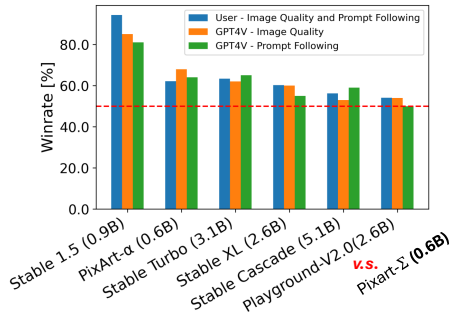 User - Image Quality and Prompt Following
GPT4V - Image Quality
GPT4V - Prompt Following
Winrate [%]
80.0
60.0
40.0
20.0
0.0
Stable 1.5 (0.9B)
PixArt-α (0.6B)
Stable Turbo (3.1B)
Stable XL (2.6B)
Stable Cascade (5.1B)
Playground-V2.0(2.6B)
v.s.
Pixart-Σ (0.6B)